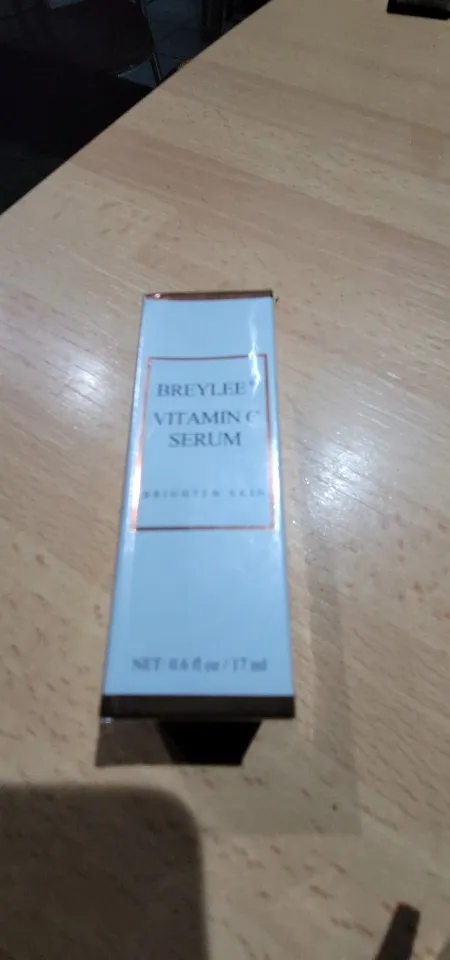 BREYLEE
VITAMIN C
SERUM
BRIGHTEN SKIN
NET: 0.6 fl oz / 17 ml